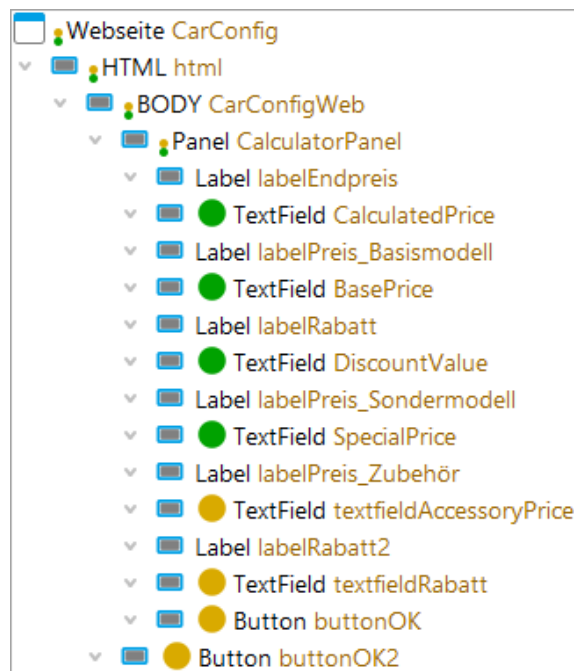 Webseite CarConfig
HTML html
BODY CarConfigWeb
Panel CalculatorPanel
Label labelEndpreis
TextField CalculatedPrice
Label labelPreis_Basismodell
TextField BasePrice
Label labelRabatt
TextField DiscountValue
Label labelPreis_Sondermodell
TextField SpecialPrice
Label labelPreis_Zubehör
TextField textfieldAccessoryPrice
Label labelRabatt2
TextField textfieldRabatt
Button buttonOK
Button buttonOK2